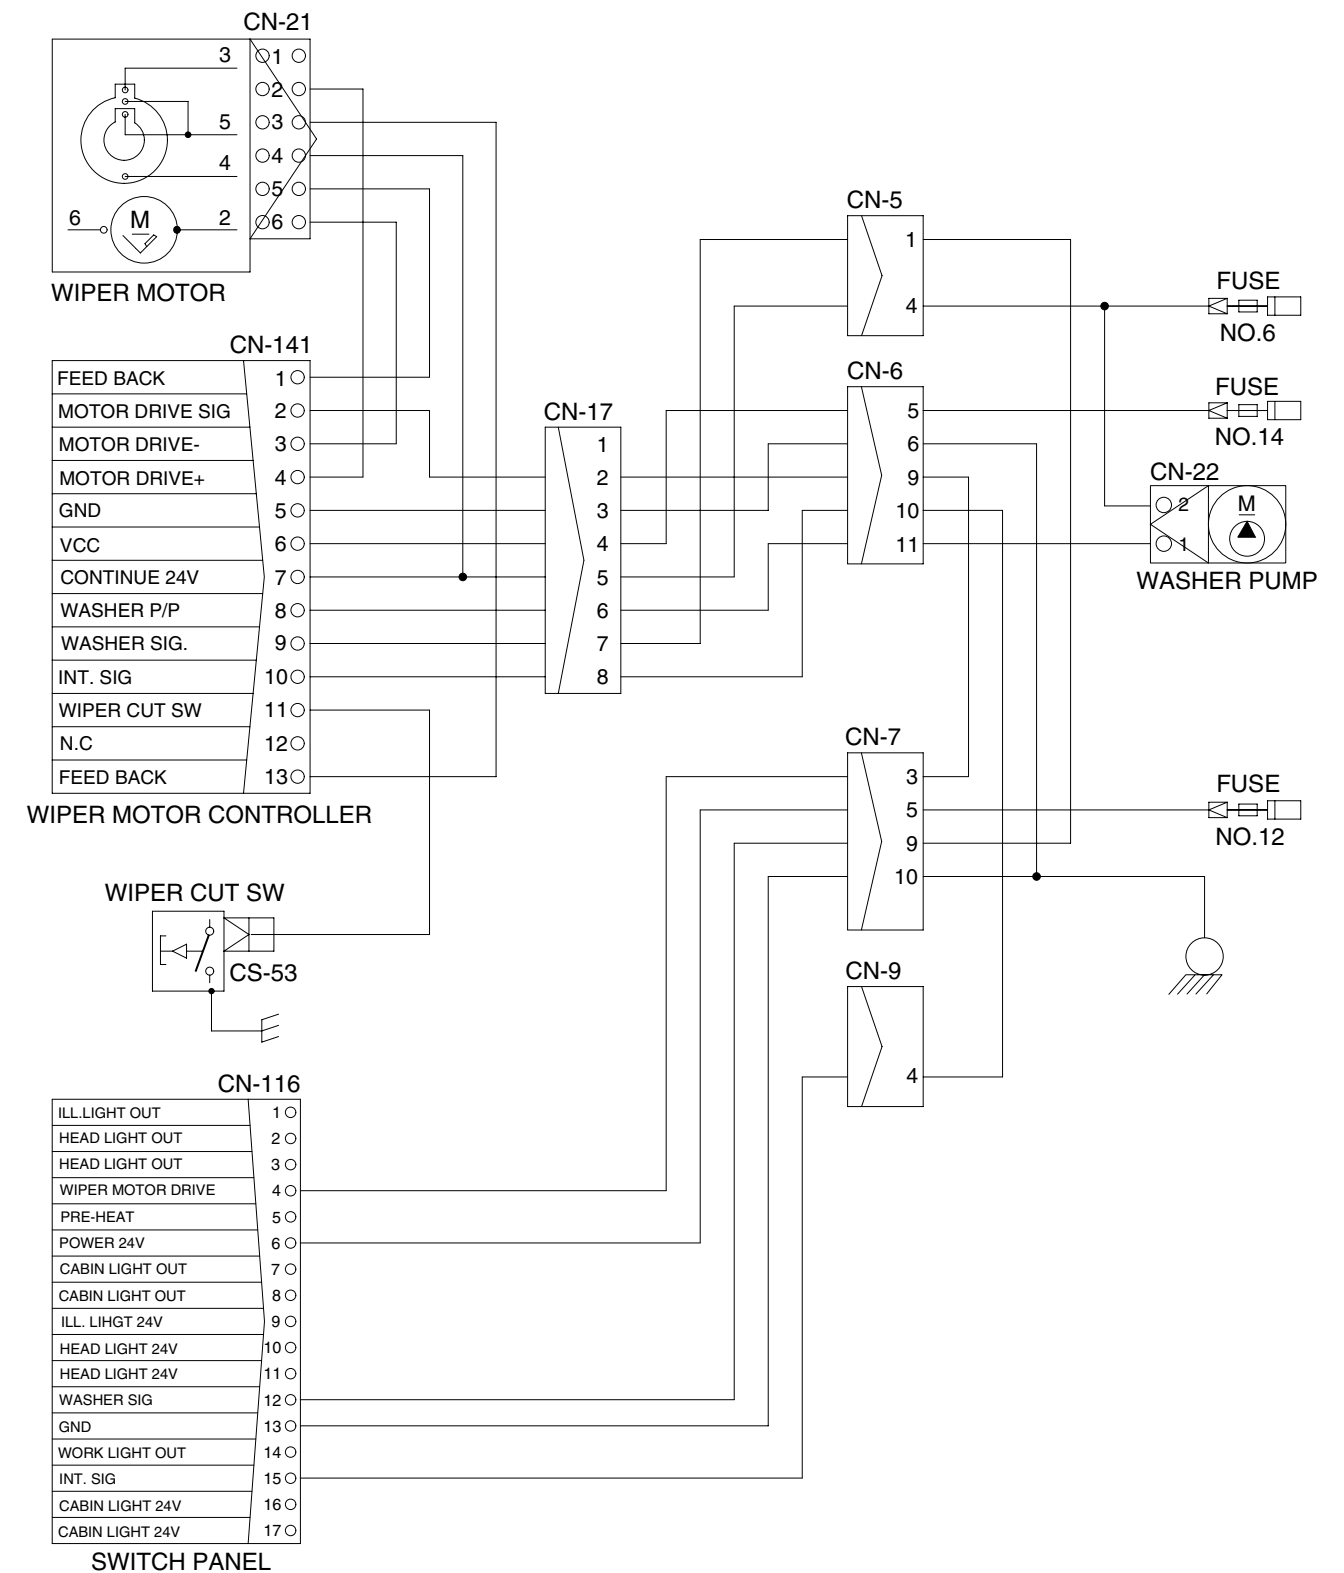 CN-21
3
5
4
6
M
2
1
2
3
4
5
6
WIPER MOTOR
CN-141
FEED BACK 1
MOTOR DRIVE SIG 2
MOTOR DRIVE- 3
MOTOR DRIVE+ 4
GND 5
VCC 6
CONTINUE 24V 7
WASHER P/P 8
WASHER SIG. 9
INT. SIG 10
WIPER CUT SW 11
N.C 12
FEED BACK 13
WIPER MOTOR CONTROLLER
CN-17
1
2
3
4
5
6
7
8
CN-5
1
4
CN-6
5
6
9
10
11
FUSE
NO.6
FUSE
NO.14
CN-22
2
1
M
WASHER PUMP
CN-7
3
5
9
10
FUSE
NO.12
CN-9
4
WIPER CUT SW
CS-53
CN-116
ILL.LIGHT OUT 1
HEAD LIGHT OUT 2
HEAD LIGHT OUT 3
WIPER MOTOR DRIVE 4
PRE-HEAT 5
POWER 24V 6
CABIN LIGHT OUT 7
CABIN LIGHT OUT 8
ILL. LIHGT 24V 9
HEAD LIGHT 24V 10
HEAD LIGHT 24V 11
WASHER SIG 12
GND 13
WORK LIGHT OUT 14
INT. SIG 15
CABIN LIGHT 24V 16
CABIN LIGHT 24V 17
SWITCH PANEL